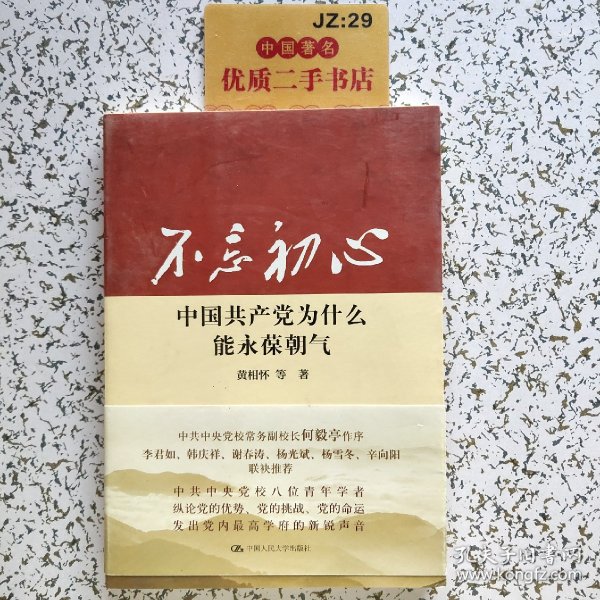 JZ:29
中国著名
优质二手书店
不忘初心
中国共产党为什么
能永葆朝气
黄相怀 等 著
中共中央党校常务副校长何毅亭作序
李君如、韩庆祥、谢春涛、杨光斌、杨雪冬、辛向阳
联袂推荐
中共中央党校八位青年学者
纵论党的优势、党的挑战、党的命运
发出党内最高学府的新锐声音
中国人民大学出版社
孔夫子旧书网
www.kongfz.com